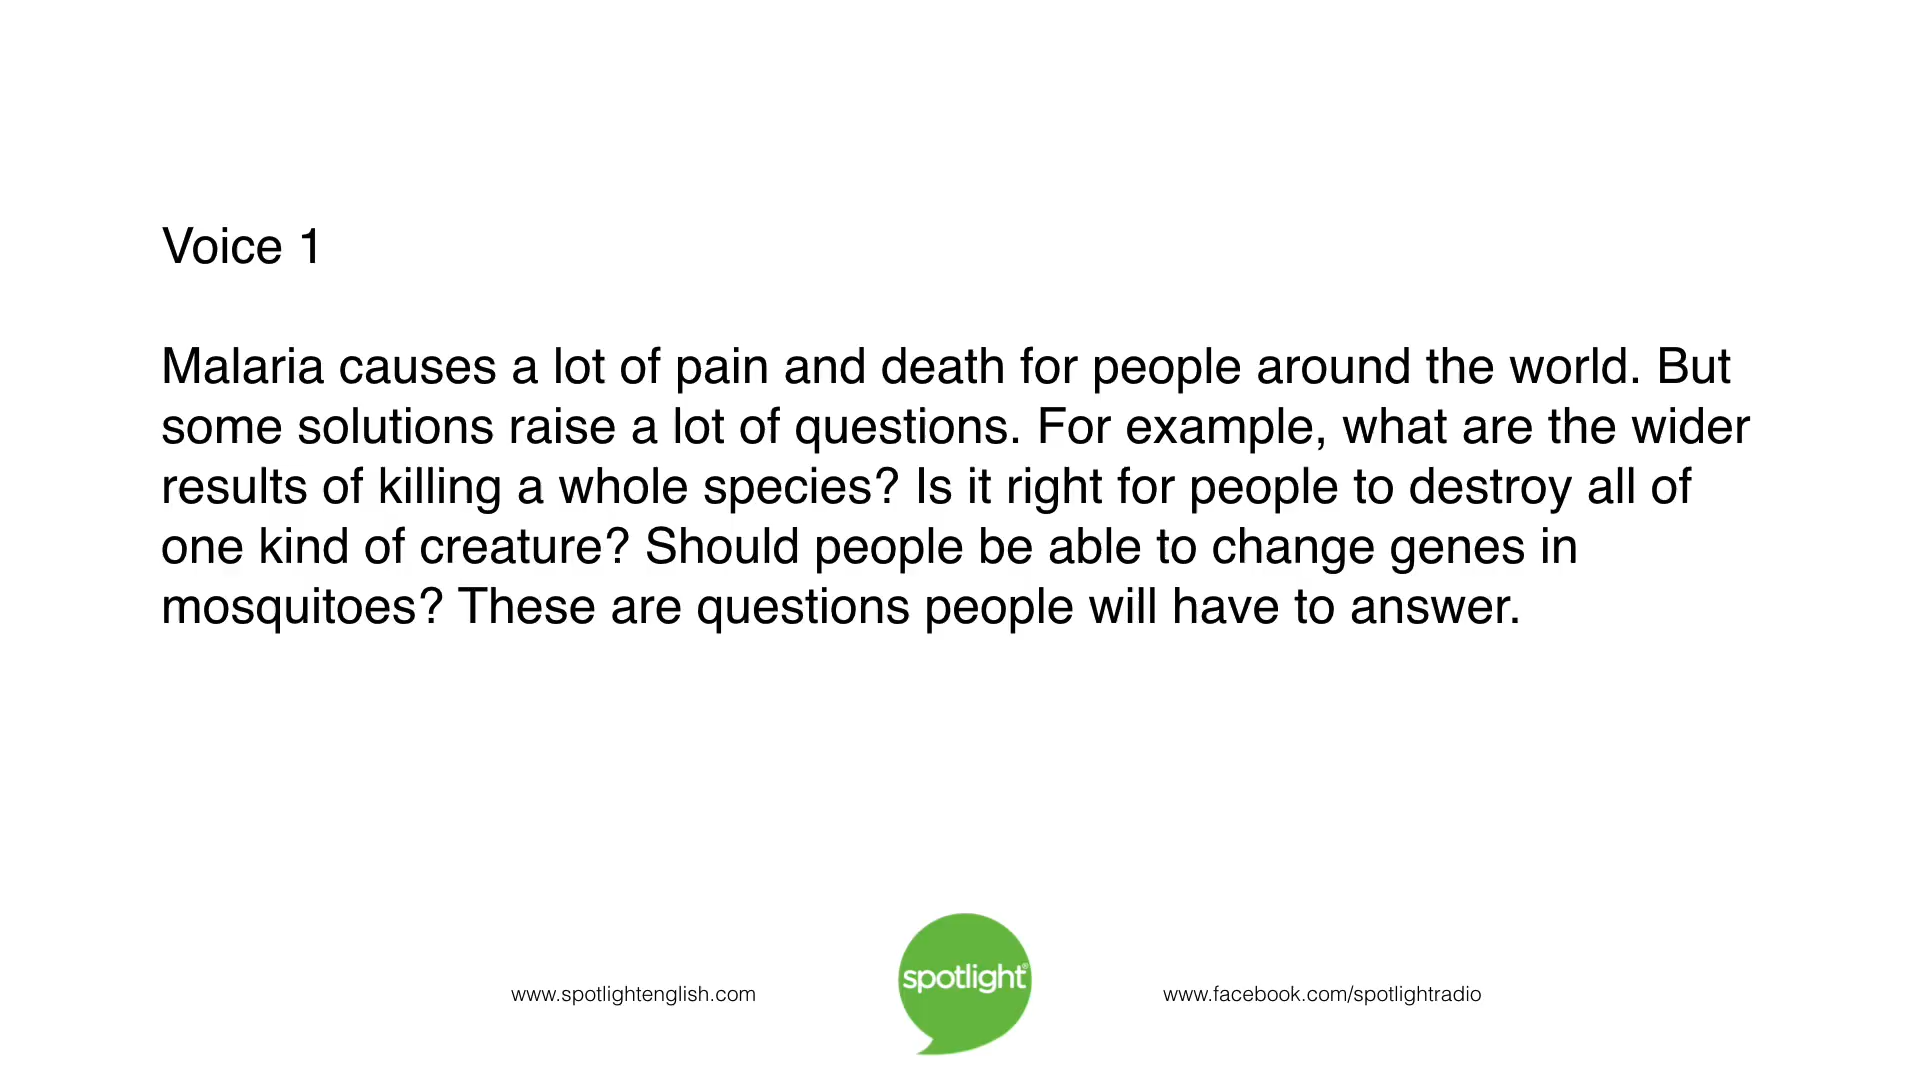 Voice 1
Malaria causes a lot of pain and death for people around the world. But
some solutions raise a lot of questions. For example, what are the wider
results of killing a whole species? Is it right for people to destroy all of
one kind of creature? Should people be able to change genes in
mosquitoes? These are questions people will have to answer.
www.spotlightenglish.com
spotlight®
www.facebook.com/spotlightradio